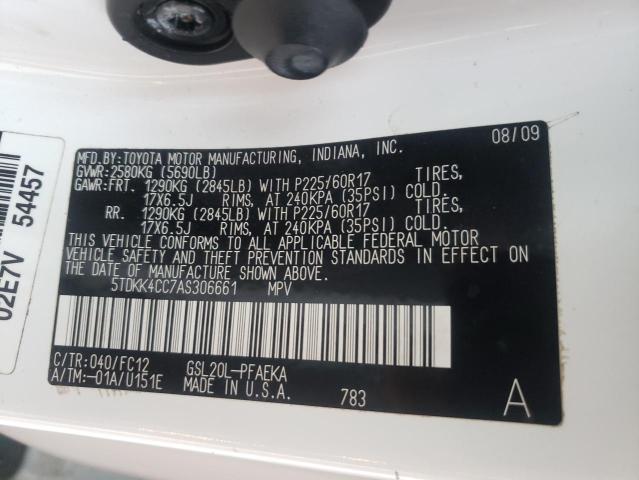 08/09
MFD. BY:TOYOTA MOTOR MANUFACTURING, INDIANA, INC.
GVWR:2580KG (5690LB)
GAWR:FRT. 1290KG (2845LB) WITH P225/60R17 TIRES,
17X6.5J RIMS, AT 240KPA (35PSI) COLD.
RR. 1290KG (2845LB) WITH P225/60R17 TIRES,
17X6.5J RIMS, AT 240KPA (35PSI) COLD.
THIS VEHICLE CONFORMS TO ALL APPLICABLE FEDERAL MOTOR
VEHICLE SAFETY AND THEFT PREVENTION STANDARDS IN EFFECT ON
THE DATE OF MANUFACTURE SHOWN ABOVE.
5TDKK4CC7AS306661 MPV
C/TR:040/FC12 GSL20L-PFAEKA
A/TM:-01A/U151E MADE IN U.S.A.
783 A
02E7V 54457